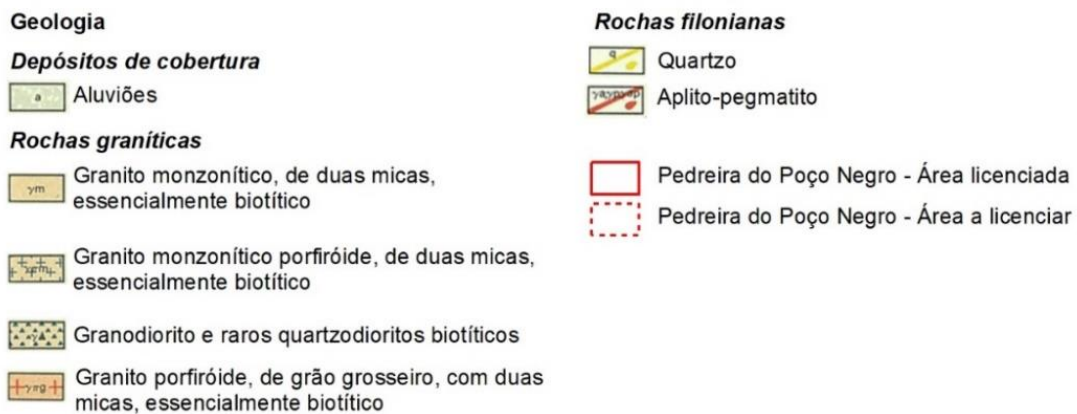 Geologia
Depósitos de cobertura
a
Aluviões
Rochas graníticas
γm
Granito monzonítico, de duas micas,
essencialmente biotítico
Granito monzonítico porfiróide, de duas micas,
essencialmente biotítico
Granodiorito e raros quartzodioritos biotíticos
γπg
Granito porfiróide, de grão grosseiro, com duas
micas, essencialmente biotítico
Rochas filonianas
q
Quartzo
Aplito-pegmatito
Pedreira do Poço Negro - Área licenciada
Pedreira do Poço Negro - Área a licenciar